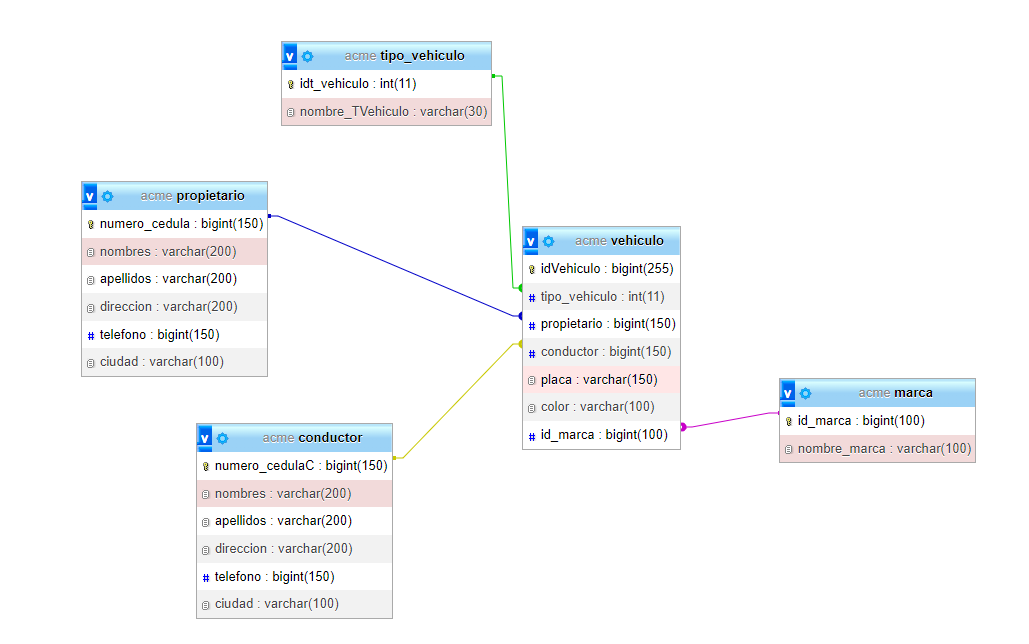 acme tipo_vehiculo
idt_vehiculo : int(11)
nombre_TVehiculo : varchar(30)
acme propietario
numero_cedula : bigint(150)
nombres : varchar(200)
apellidos : varchar(200)
direccion : varchar(200)
telefono : bigint(150)
ciudad : varchar(100)
acme vehiculo
idVehiculo : bigint(255)
tipo_vehiculo : int(11)
propietario : bigint(150)
conductor : bigint(150)
placa : varchar(150)
color : varchar(100)
id_marca : bigint(100)
acme marca
id_marca : bigint(100)
nombre_marca : varchar(100)
acme conductor
numero_cedulaC : bigint(150)
nombres : varchar(200)
apellidos : varchar(200)
direccion : varchar(200)
telefono : bigint(150)
ciudad : varchar(100)